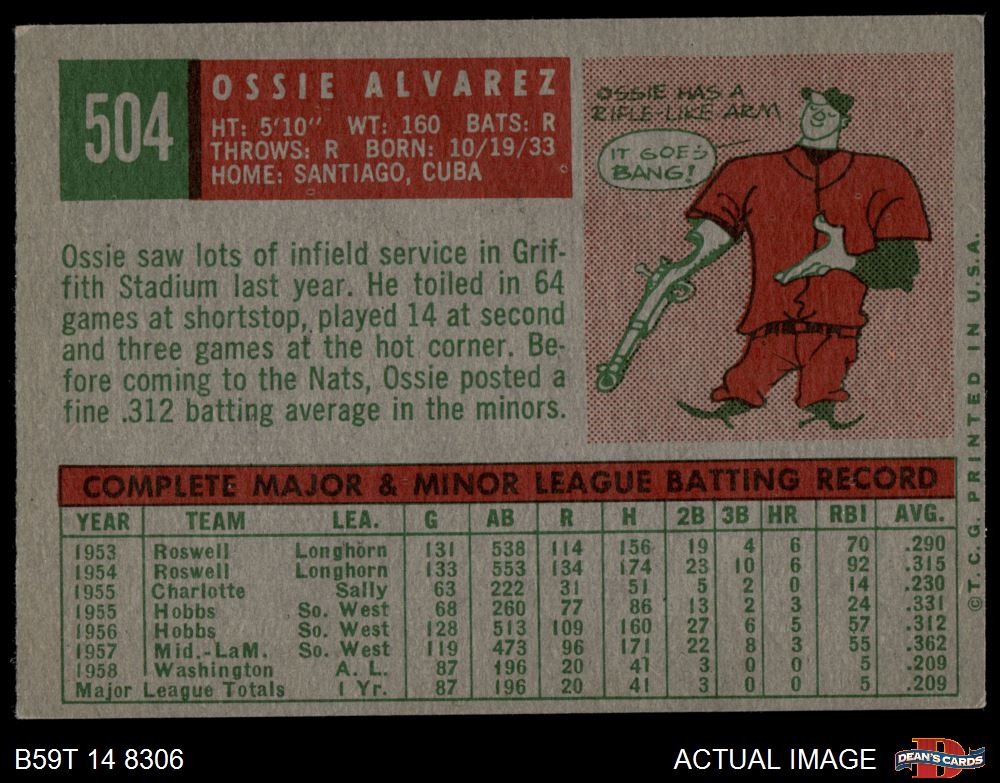 504
OSSIE ALVAREZ
HT: 5'10" WT: 160 BATS: R
THROWS: R BORN: 10/19/33
HOME: SANTIAGO, CUBA
OSSIE HAS A
RIFLE-LIKE ARM
IT GOES
BANG!
Ossie saw lots of infield service in Grif-
fith Stadium last year. He toiled in 64
games at shortstop, played 14 at second
and three games at the hot corner. Be-
fore coming to the Nats, Ossie posted a
fine .312 batting average in the minors.
COMPLETE MAJOR & MINOR LEAGUE BATTING RECORD
YEAR TEAM LEA. G AB R H 2B 3B HR RBI AVG.
1953 Roswell Longhorn 131 538 114 156 19 4 6 70 .290
1954 Roswell Longhorn 133 553 134 174 23 10 6 92 .315
1955 Charlotte Sally 63 222 31 51 5 2 0 14 .230
1955 Hobbs So. West 68 260 77 86 13 2 3 24 .331
1956 Hobbs So. West 128 513 109 160 27 6 5 57 .312
1957 Mid.-LaM. So. West 119 473 96 171 22 8 3 55 .362
1958 Washington A. L. 87 196 20 41 3 0 0 5 .209
Major League Totals 1 Yr. 87 196 20 41 3 0 0 5 .209
©T. C. G. PRINTED IN U.S.A.
B59T 14 8306
ACTUAL IMAGE
DEAN'S CARDS